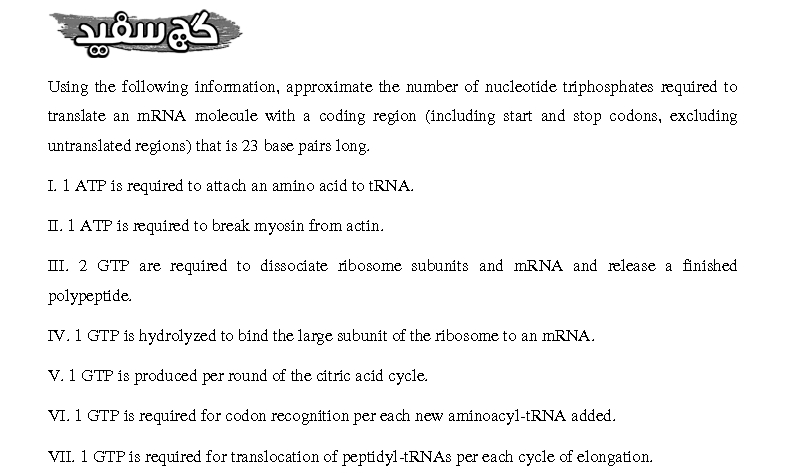 گچ سفید
Using the following information, approximate the number of nucleotide triphosphates required to
translate an mRNA molecule with a coding region (including start and stop codons, excluding
untranslated regions) that is 23 base pairs long.
I. 1 ATP is required to attach an amino acid to tRNA.
II. 1 ATP is required to break myosin from actin.
III. 2 GTP are required to dissociate ribosome subunits and mRNA and release a finished
polypeptide.
IV. 1 GTP is hydrolyzed to bind the large subunit of the ribosome to an mRNA.
V. 1 GTP is produced per round of the citric acid cycle.
VI. 1 GTP is required for codon recognition per each new aminoacyl-tRNA added.
VII. 1 GTP is required for translocation of peptidyl-tRNAs per each cycle of elongation.